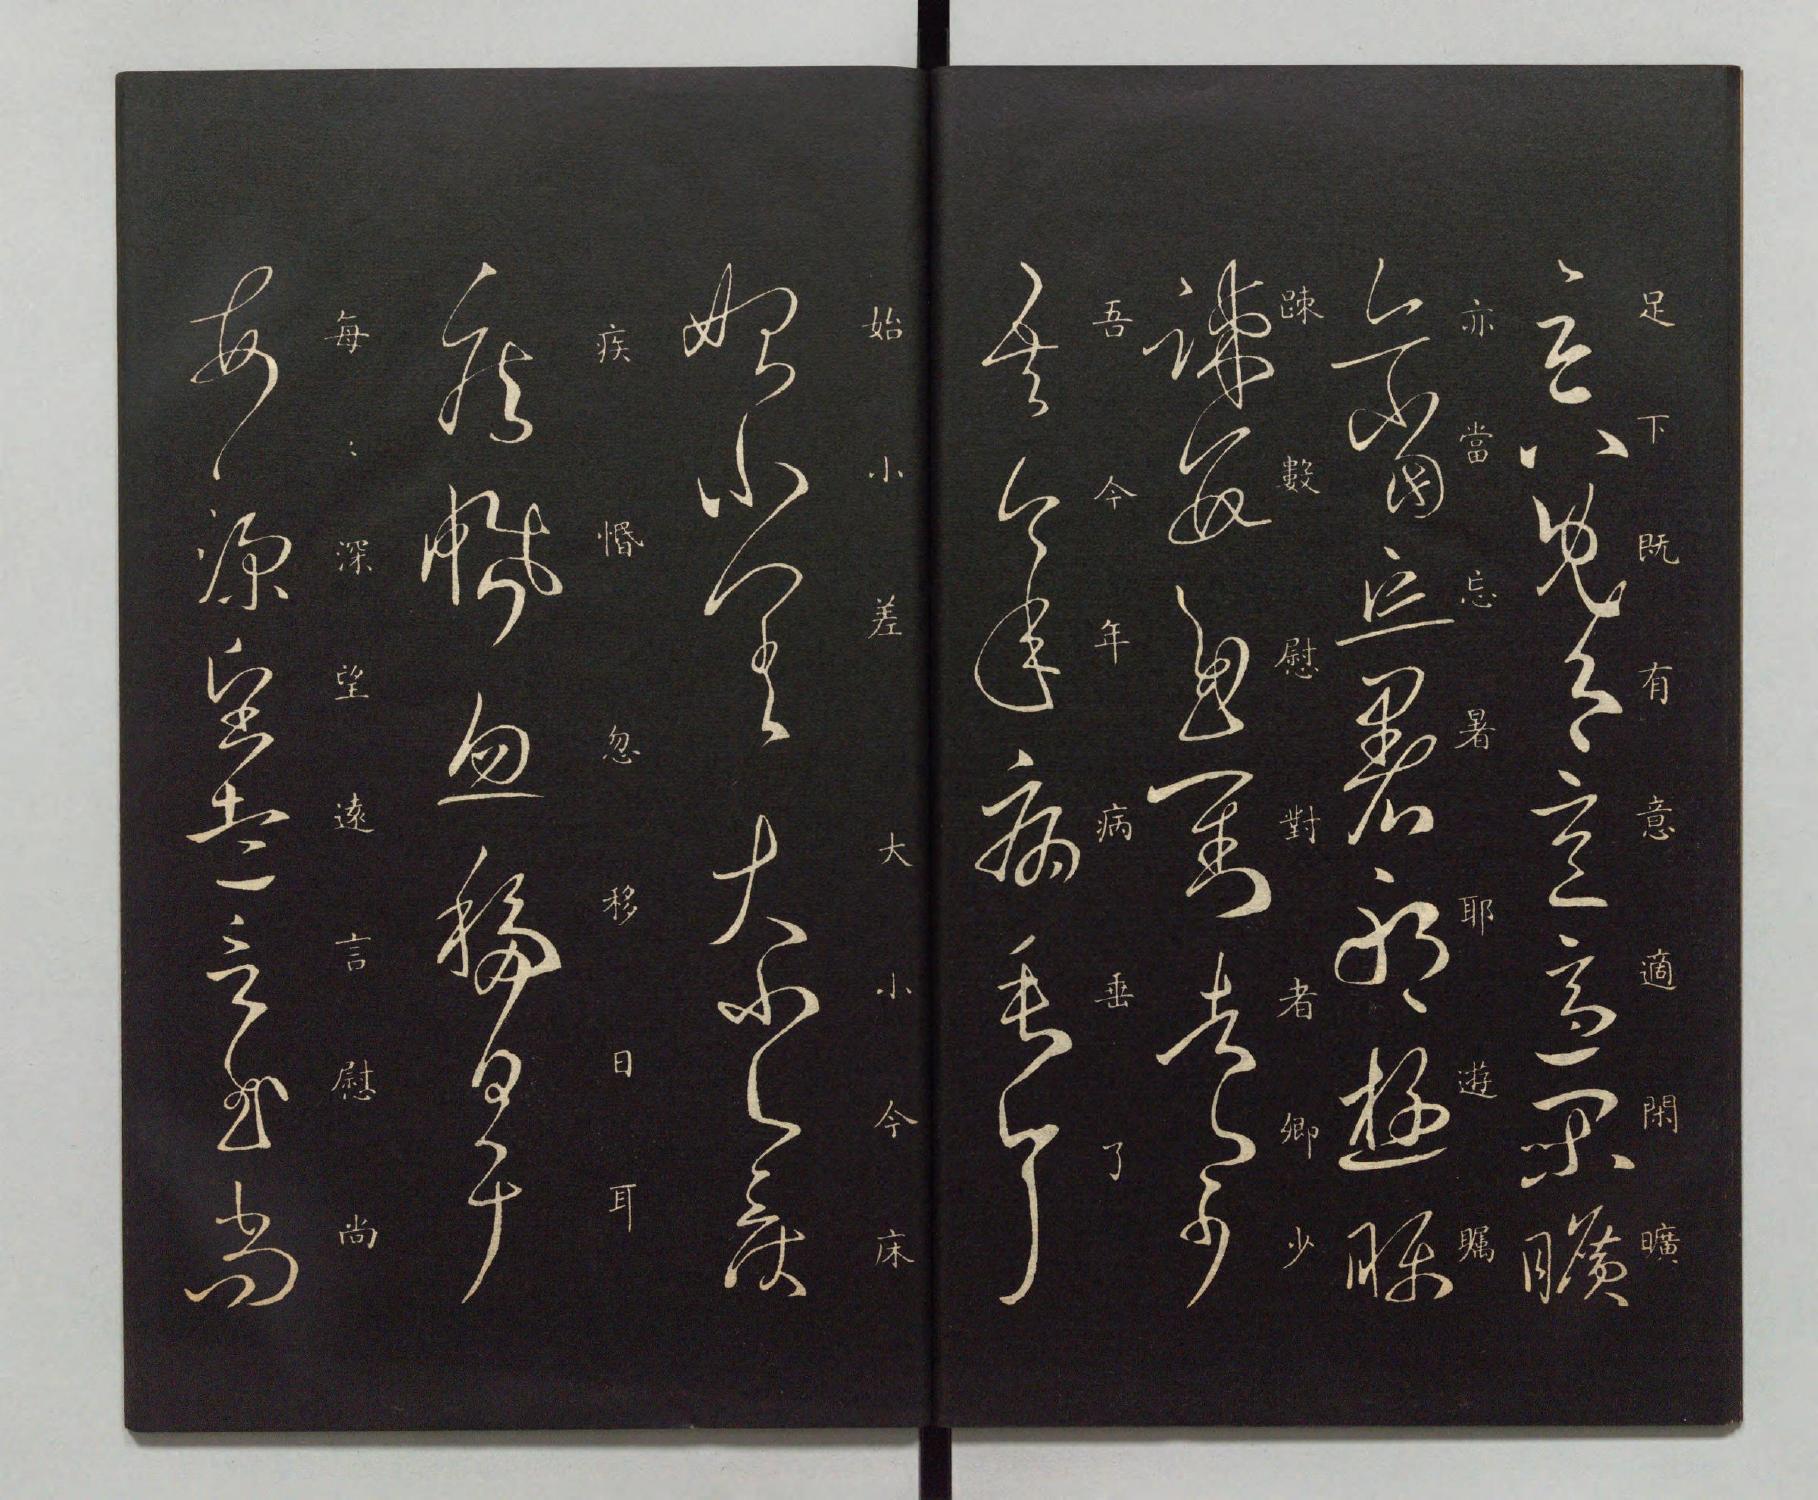 足下既有意適閑曠
亦當忘暑耶遊矚
踈數慰對者卿少
吾今年病垂了
始小差大小今床
疾惛忽移日耳
每〻深望遠言慰尚